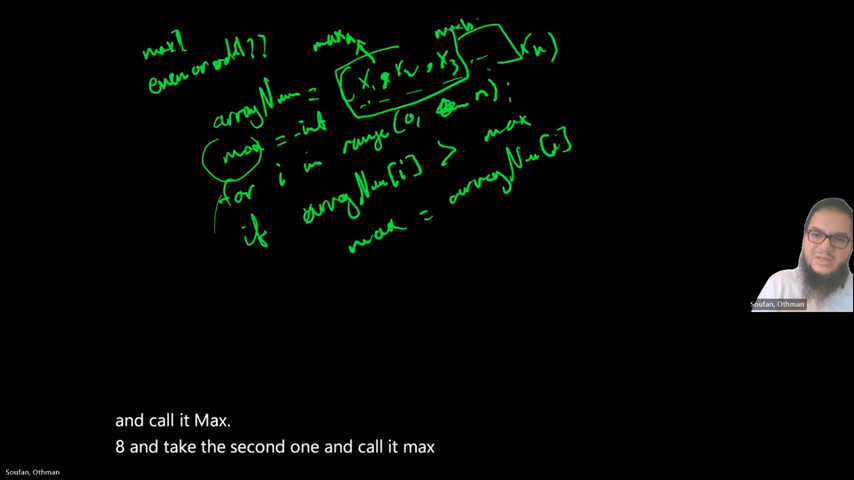 max?
even or odd??
maxA
maxb
arrayNum = (x1, x2, x3, ... xn)
max = -inf
for i in range(0, n):
if arrayNum[i] > max
max = arrayNum[i]
Soufan, Othman
and call it Max.
8 and take the second one and call it max
Soufan, Othman